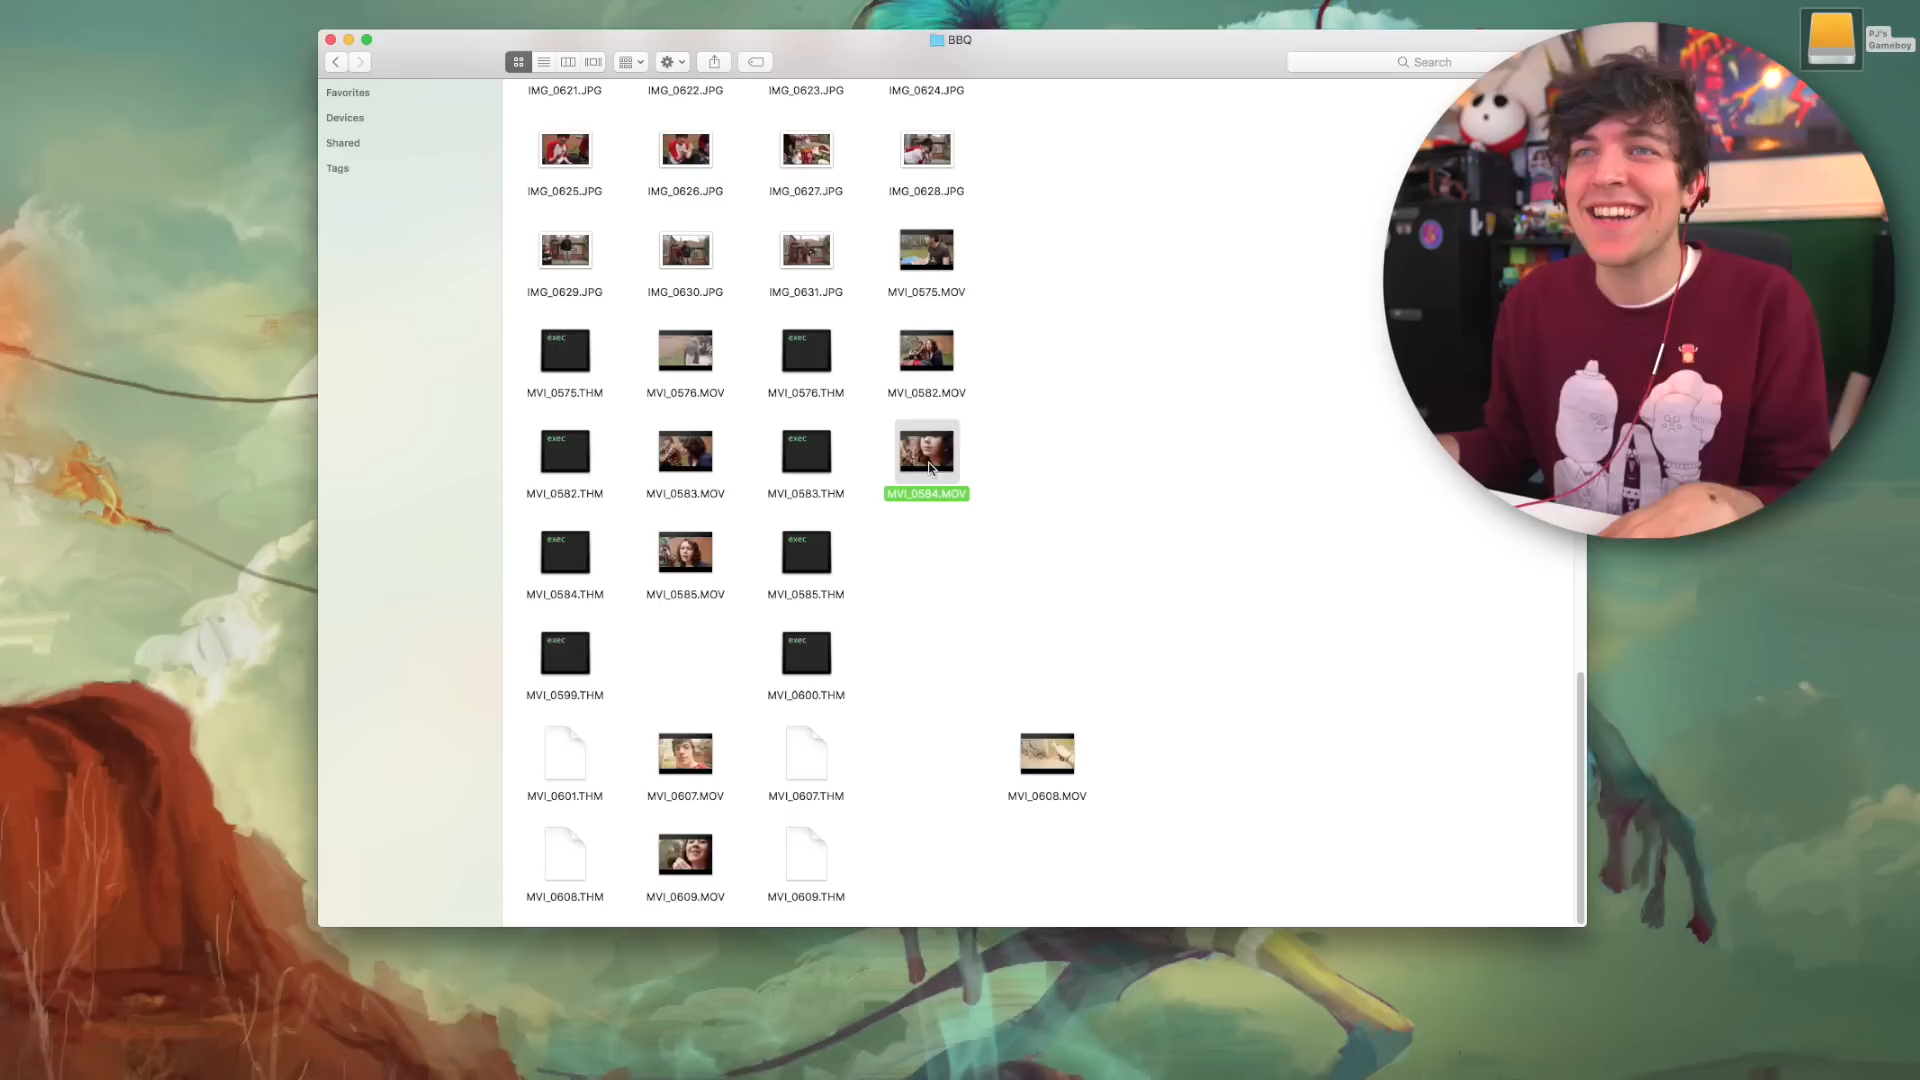 BBQ
PJ's
Gameboy
Search
Favorites
Devices
Shared
Tags
IMG_0621.JPG IMG_0622.JPG IMG_0623.JPG IMG_0624.JPG
IMG_0625.JPG IMG_0626.JPG IMG_0627.JPG IMG_0628.JPG
IMG_0629.JPG IMG_0630.JPG IMG_0631.JPG MVI_0575.MOV
exec exec
MVI_0575.THM MVI_0576.MOV MVI_0576.THM MVI_0582.MOV
exec exec
MVI_0582.THM MVI_0583.MOV MVI_0583.THM MVI_0584.MOV
exec exec
MVI_0584.THM MVI_0585.MOV MVI_0585.THM
exec exec
MVI_0599.THM MVI_0600.THM
MVI_0601.THM MVI_0607.MOV MVI_0607.THM MVI_0608.MOV
MVI_0608.THM MVI_0609.MOV MVI_0609.THM